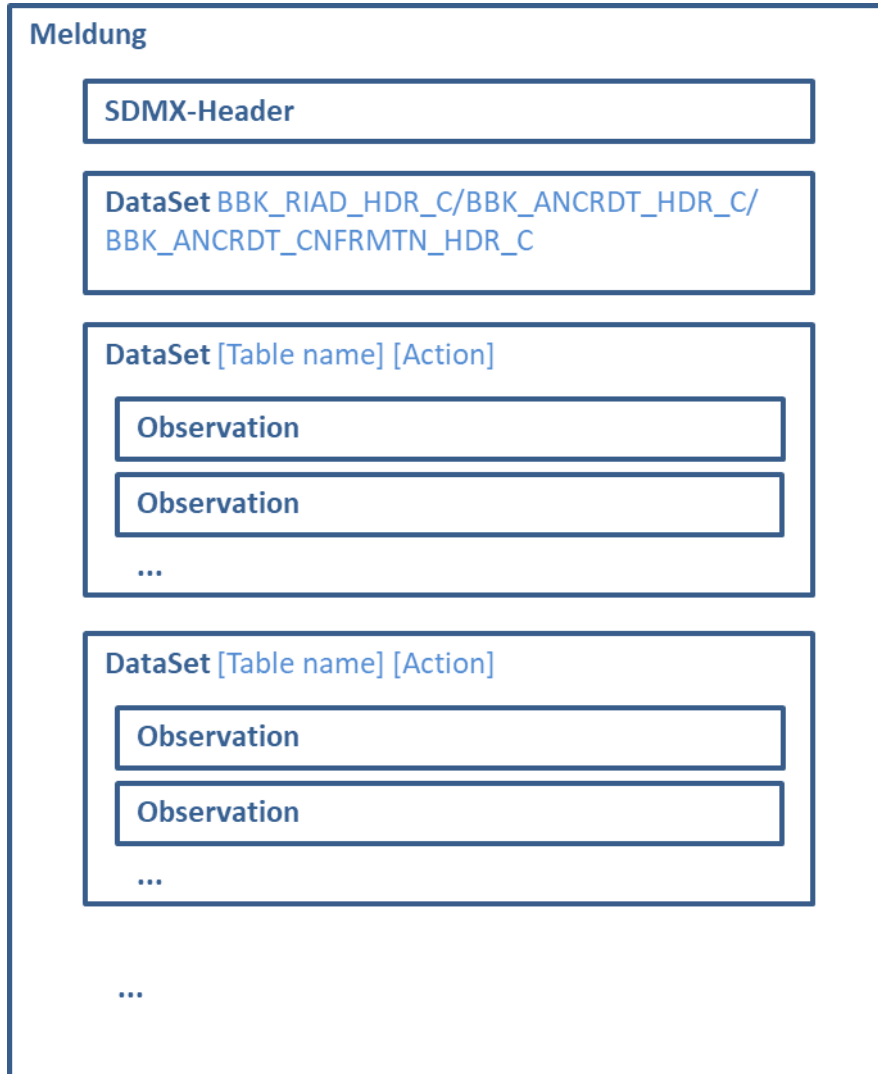 Meldung
SDMX-Header
DataSet BBK_RIAD_HDR_C/BBK_ANCRDT_HDR_C/
BBK_ANCRDT_CNFRMTN_HDR_C
DataSet [Table name] [Action]
Observation
Observation
...
DataSet [Table name] [Action]
Observation
Observation
...
...